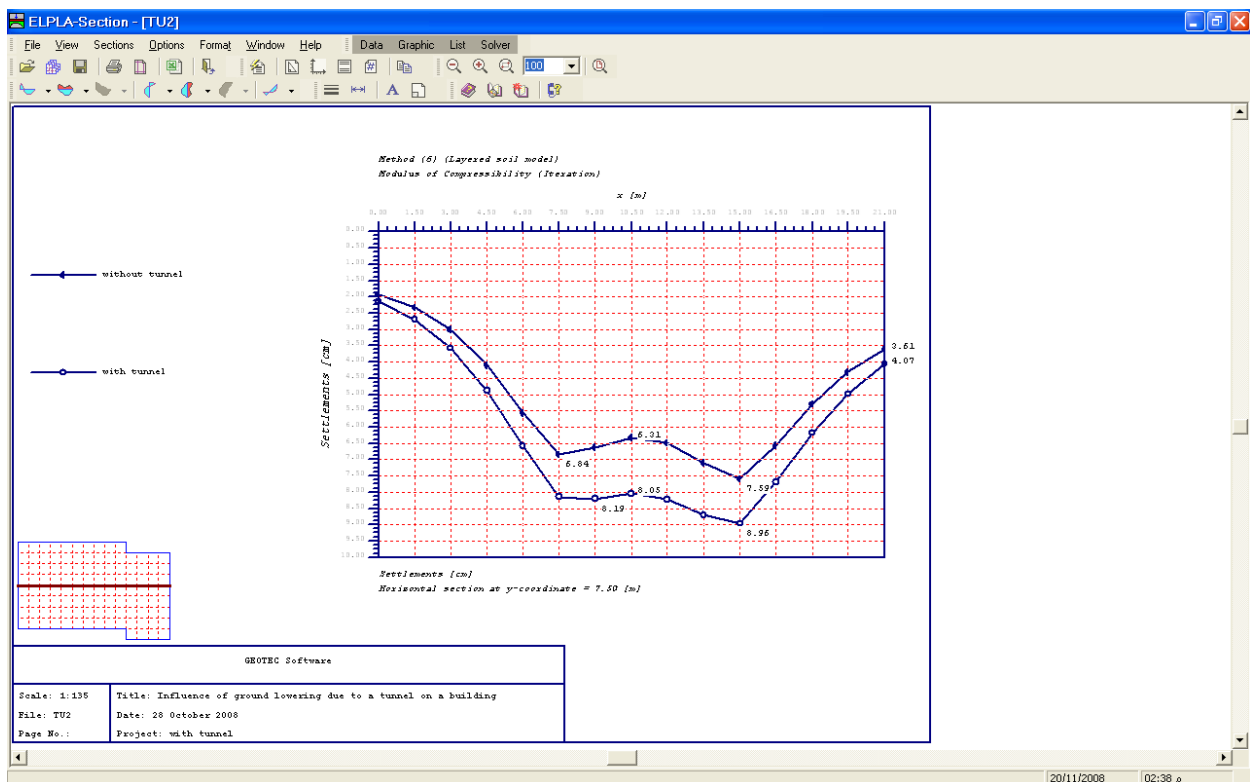 ELPLA-Section - [TU2]
File View Sections Options Format Window Help Data Graphic List Solver
100
Method (6) (Layered soil model)
Modulus of Compressibility (Iteration)
x [m]
0.00 1.50 3.00 4.50 6.00 7.50 9.00 10.50 12.00 13.50 15.00 16.50 18.00 19.50 21.00
0.00
0.50
1.00
1.50
2.00
2.50
3.00
3.50
4.00
4.50
5.00
5.50
6.00
6.50
7.00
7.50
8.00
8.50
9.00
9.50
10.00
Settlements [cm]
without tunnel
with tunnel
3.61
4.07
6.31
6.84
7.59
8.05
8.19
8.96
Settlements [cm]
Horizontal section at y-coordinate = 7.50 [m]
GEOTEC Software
Scale: 1:135 Title: Influence of ground lowering due to a tunnel on a building
File: TU2 Date: 28 October 2008
Page No.: Project: with tunnel
20/11/2008 02:38 م